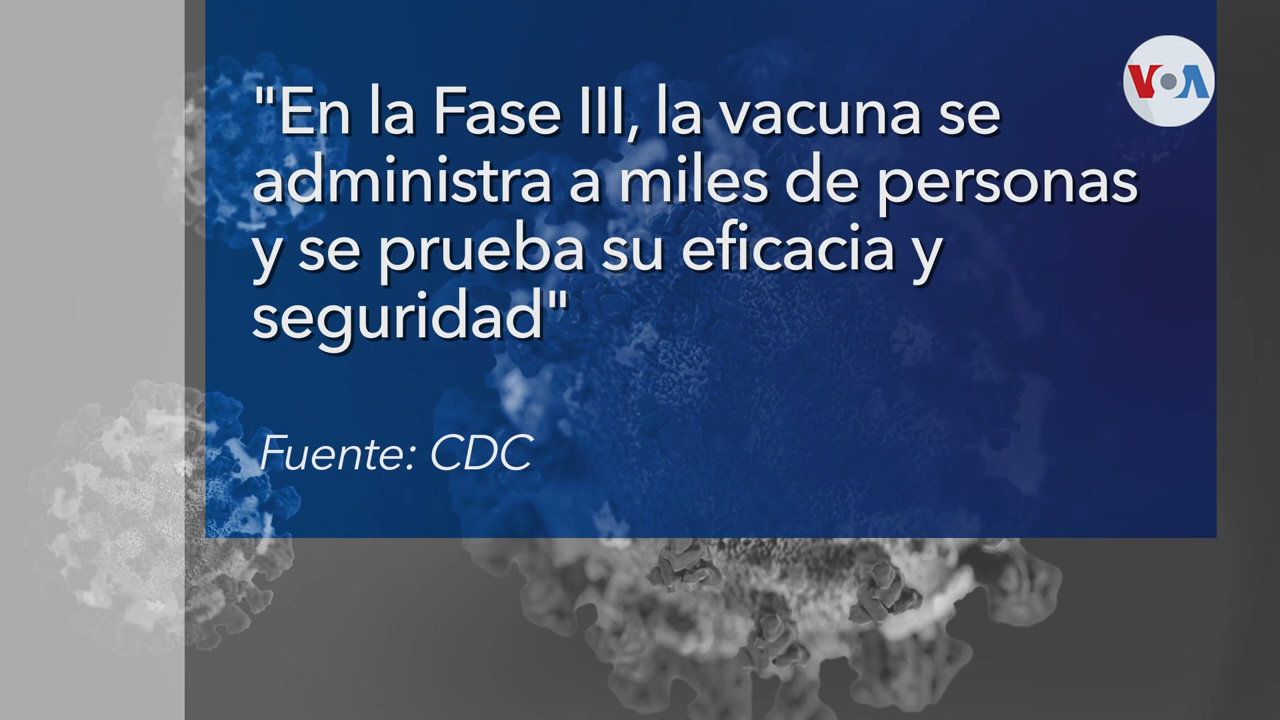 "En la Fase III, la vacuna se
administra a miles de personas
y se prueba su eficacia y
seguridad"
Fuente: CDC
VOA